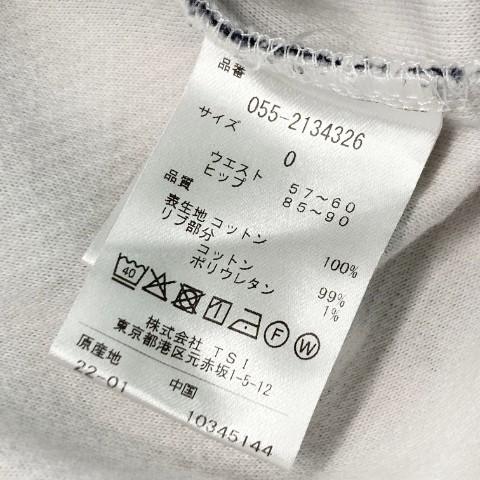 品番
055-2134326
サイズ
0
ウエスト 57～60
ヒップ 85～90
品質
表生地 コットン 100%
リブ部分
コットン 99%
ポリウレタン 1%
40 F W
株式会社 TSI
東京都港区元赤坂1-5-12
原産地 中国
22-01 10345144